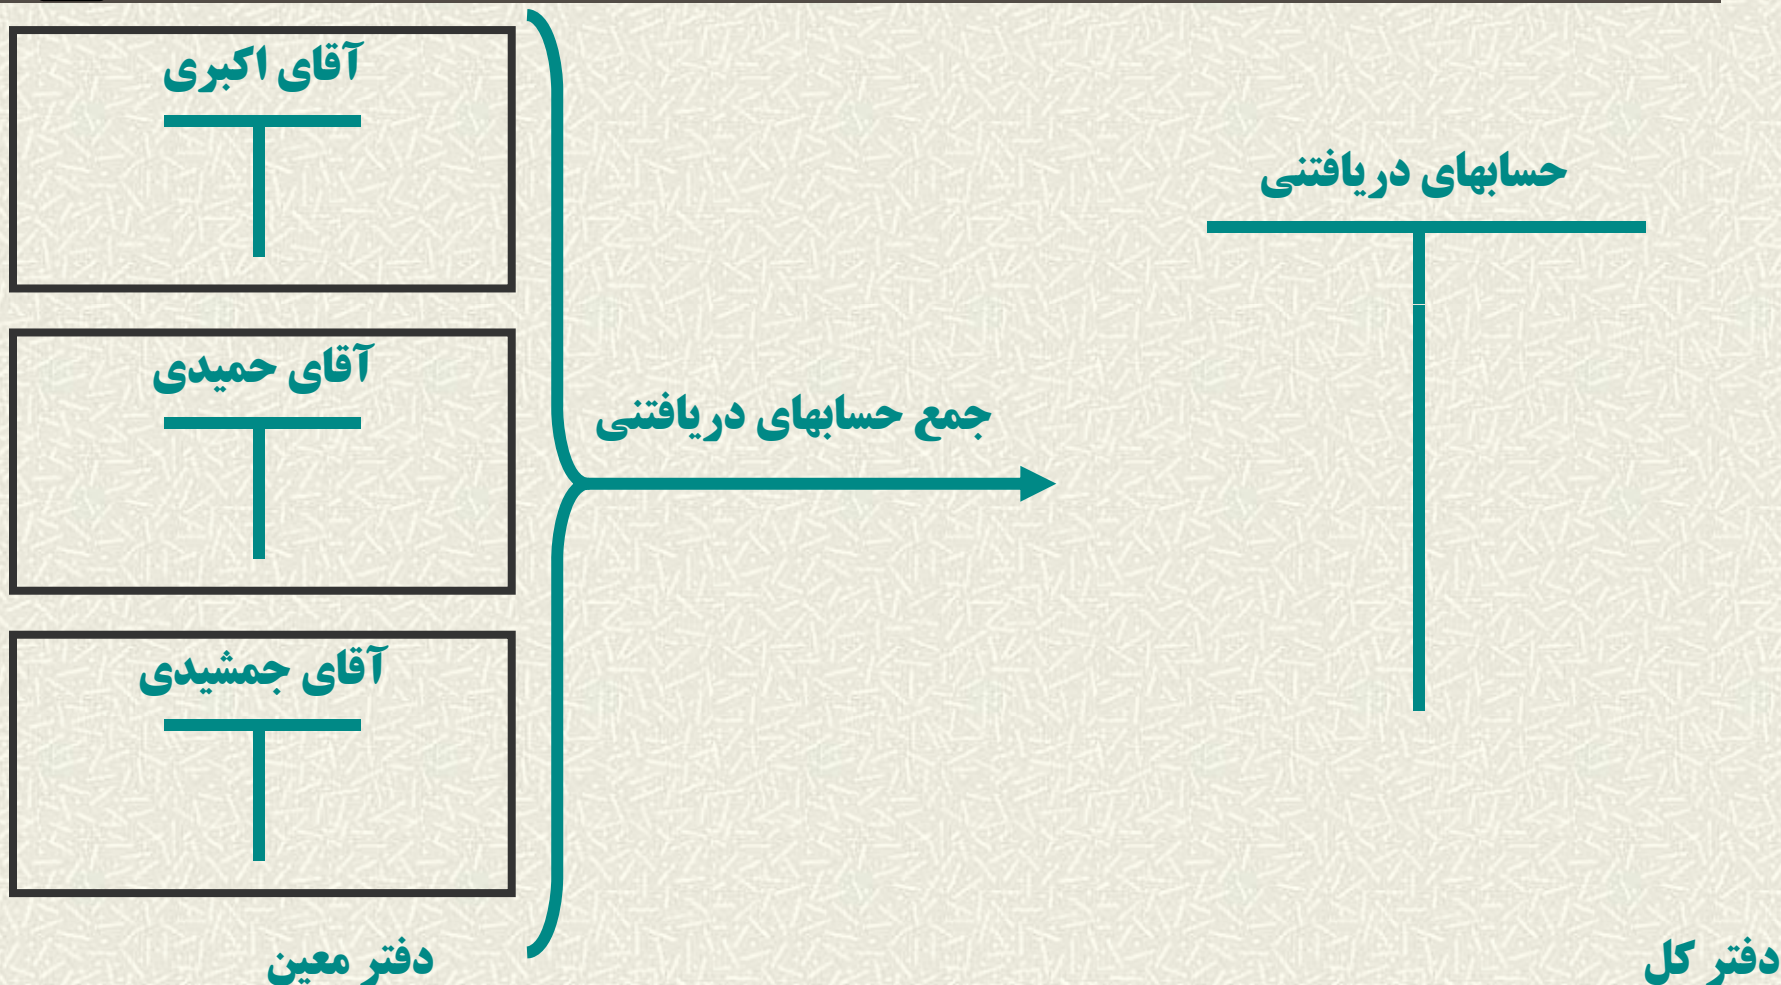 آقای اکبری
حسابهای دریافتنی
آقای حمیدی
جمع حسابهای دریافتنی
آقای جمشیدی
دفتر کل
دفتر معین